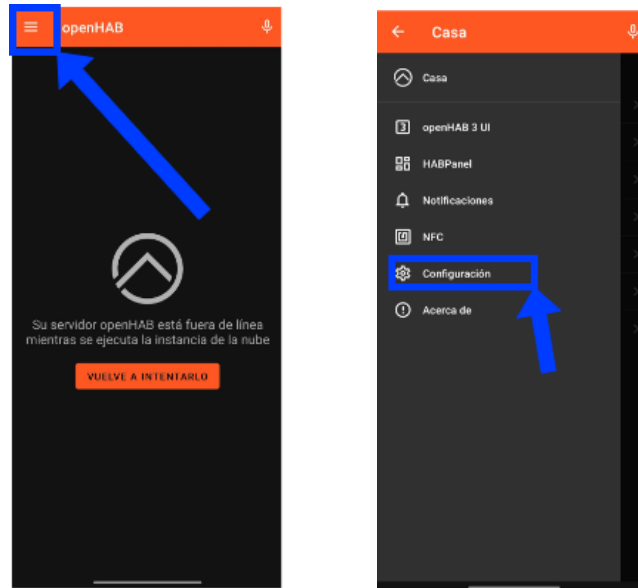 openHAB
Su servidor openHAB está fuera de línea
mientras se ejecuta la instancia de la nube
VUELVE A INTENTARLO
Casa
Casa
openHAB 3 UI
HABPanel
Notificaciones
NFC
Configuración
Acerca de